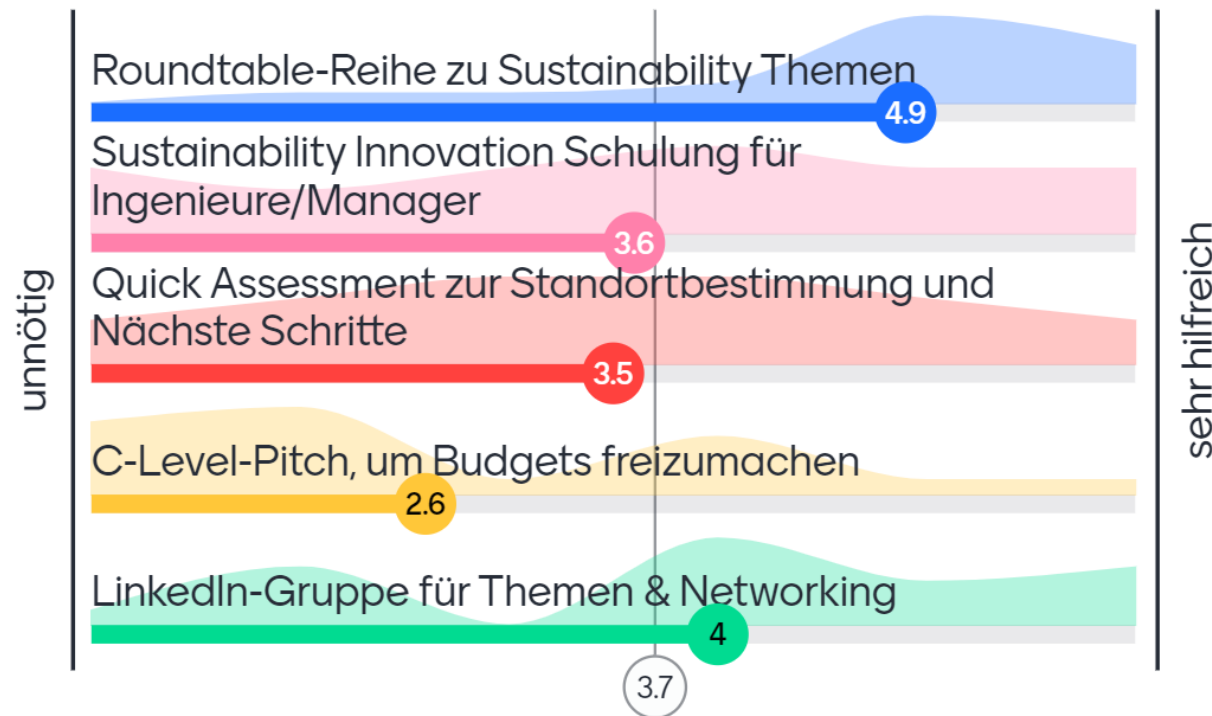 Roundtable-Reihe zu Sustainability Themen
4.9
Sustainability Innovation Schulung für
Ingenieure/Manager
3.6
Quick Assessment zur Standortbestimmung und
Nächste Schritte
3.5
C-Level-Pitch, um Budgets freizumachen
2.6
LinkedIn-Gruppe für Themen & Networking
4
3.7
unnötig
sehr hilfreich